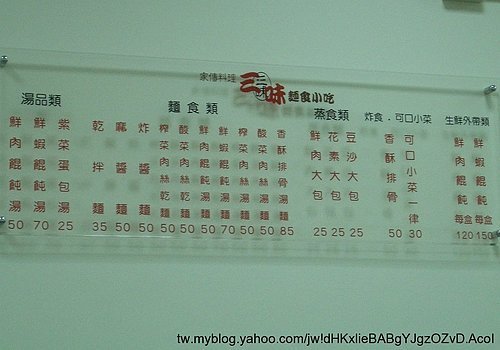 家傳料理 三味 麵食小吃
湯品類
鮮肉餛飩湯 50
鮮蝦餛飩湯 70
紫菜蛋包湯 25
麵食類
乾拌麵 35
麻醬麵 50
炸醬麵 50
榨菜肉絲乾麵 50
酸菜肉絲乾麵 50
鮮肉餛飩麵 50
鮮蝦餛飩麵 70
榨菜肉絲湯麵 50
酸菜肉絲湯麵 50
香酥排骨湯麵 85
蒸食類
鮮肉大包 25
花素大包 25
豆沙大包 25
炸食.可口小菜
香酥排骨 50
可口小菜一律 30
生鮮外帶類
鮮肉餛飩每盒 120
鮮蝦餛飩每盒 150
tw.myblog.yahoo.com/jw!dHKxIieBABgYJgzOZvD.AcoI